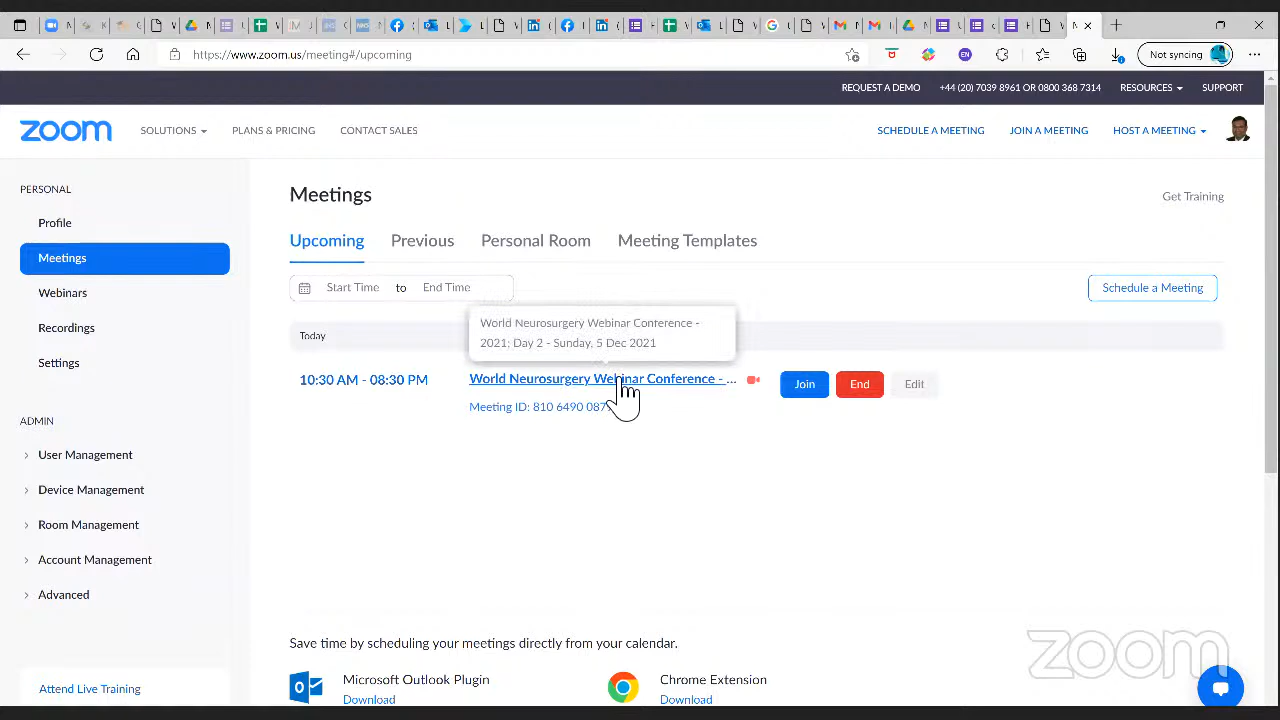 https://www.zoom.us/meeting#/upcoming
Not syncing
REQUEST A DEMO +44 (20) 7039 8961 OR 0800 368 7314 RESOURCES SUPPORT
zoom SOLUTIONS PLANS & PRICING CONTACT SALES SCHEDULE A MEETING JOIN A MEETING HOST A MEETING
PERSONAL
Profile
Meetings
Webinars
Recordings
Settings
ADMIN
User Management
Device Management
Room Management
Account Management
Advanced
Attend Live Training
Meetings
Get Training
Upcoming Previous Personal Room Meeting Templates
Start Time to End Time
Schedule a Meeting
Today
World Neurosurgery Webinar Conference -
2021; Day 2 - Sunday, 5 Dec 2021
10:30 AM - 08:30 PM
World Neurosurgery Webinar Conference - ...
Join End Edit
Meeting ID: 810 6490 087
Save time by scheduling your meetings directly from your calendar.
Microsoft Outlook Plugin
Download
Chrome Extension
Download
zoom